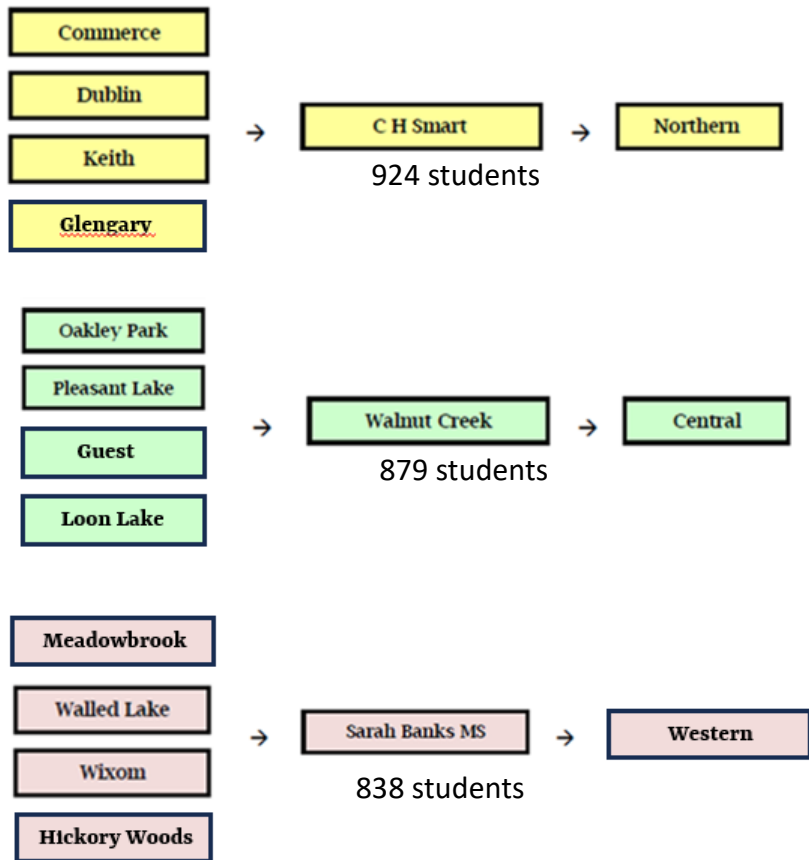 Commerce
Dublin
Keith
Glengary
→
C H Smart
924 students
→
Northern
Oakley Park
Pleasant Lake
Guest
Loon Lake
→
Walnut Creek
879 students
→
Central
Meadowbrook
Walled Lake
Wixom
Hickory Woods
→
Sarah Banks MS
838 students
→
Western